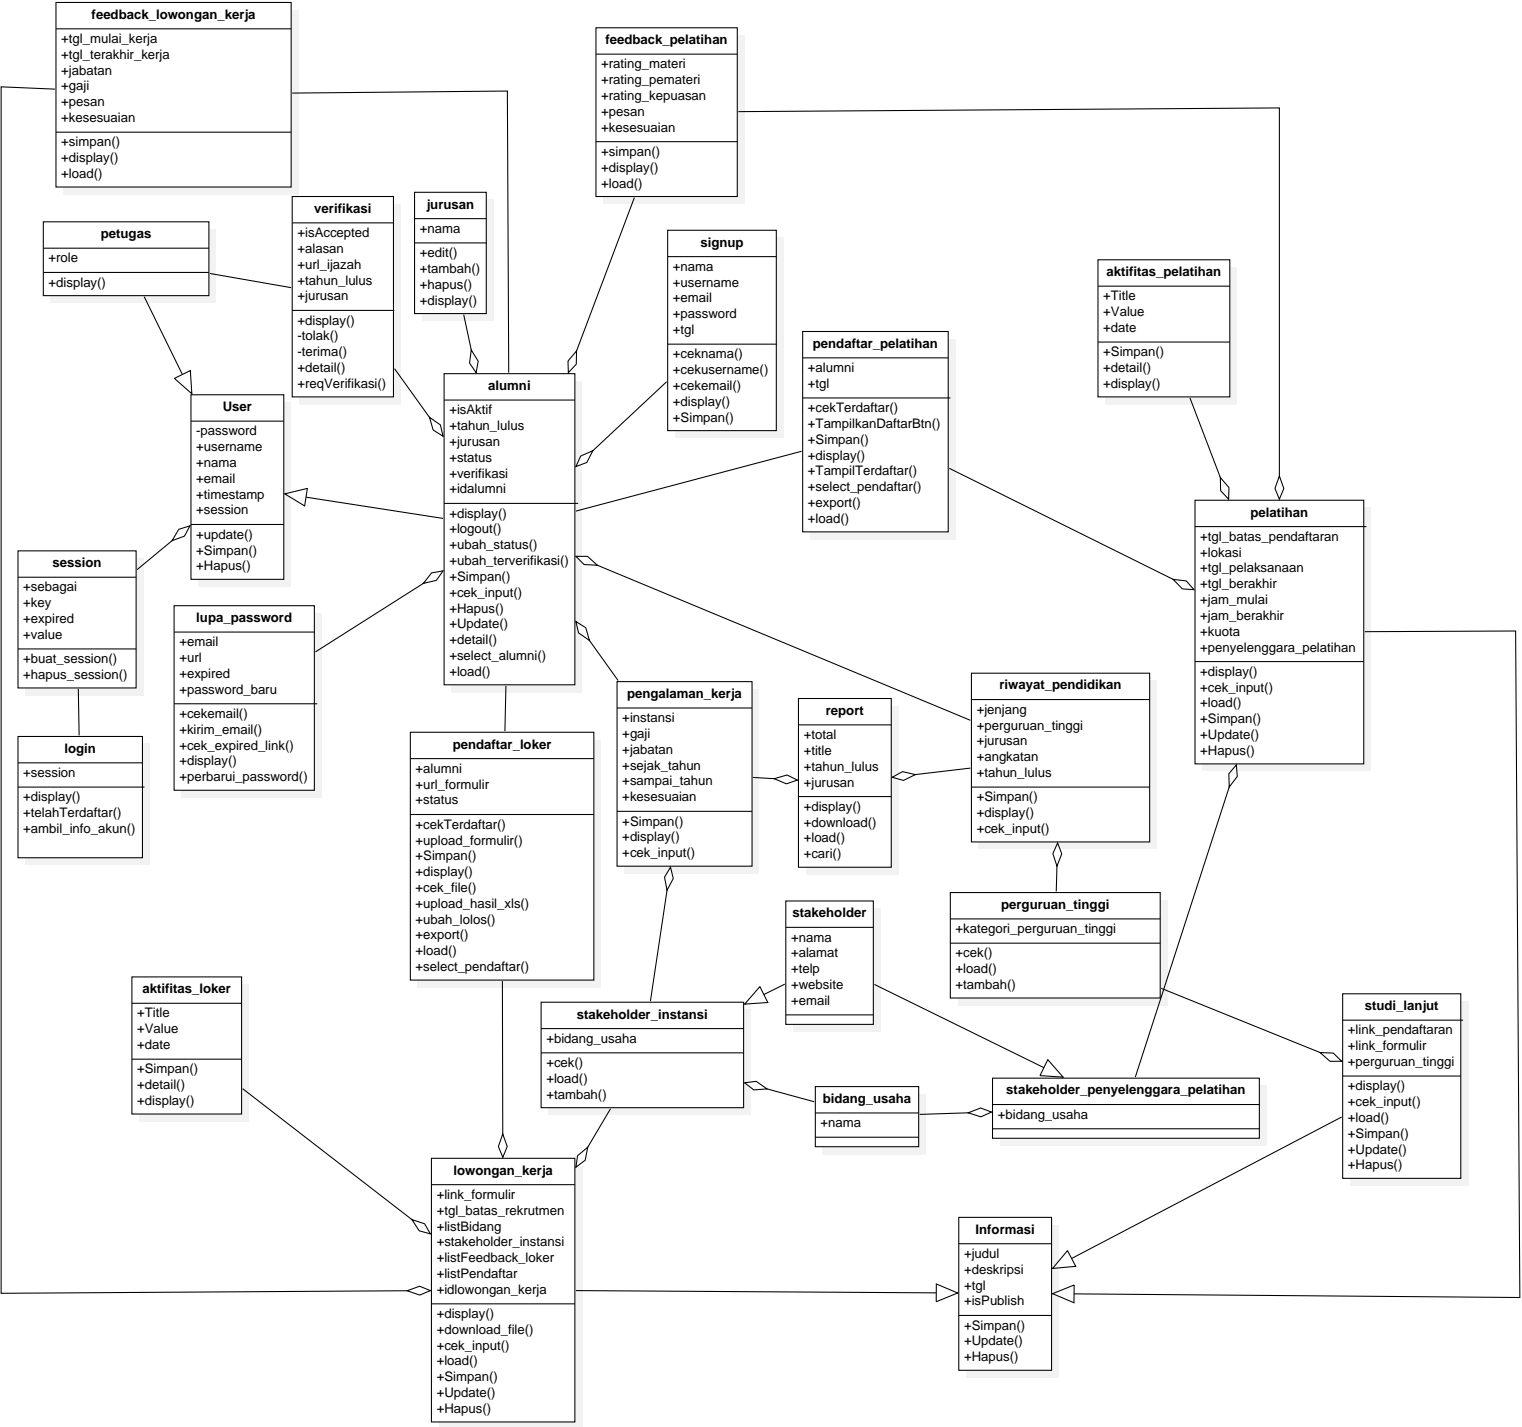 feedback_lowongan_kerja
+tgl_mulai_kerja
+tgl_terakhir_kerja
+jabatan
+gaji
+pesan
+kesesuaian
+simpan()
+display()
+load()
feedback_pelatihan
+rating_materi
+rating_pemateri
+rating_kepuasan
+pesan
+kesesuaian
+simpan()
+display()
+load()
petugas
+role
+display()
verifikasi
+isAccepted
+alasan
+url_ijazah
+tahun_lulus
+jurusan
+display()
-tolak()
-terima()
+detail()
+reqVerifikasi()
jurusan
+nama
+edit()
+tambah()
+hapus()
+display()
signup
+nama
+username
+email
+password
+tgl
+ceknama()
+cekusername()
+cekemail()
+display()
+Simpan()
aktifitas_pelatihan
+Title
+Value
+date
+Simpan()
+detail()
+display()
pendaftar_pelatihan
+alumni
+tgl
+cekTerdaftar()
+TampilkanDaftarBtn()
+Simpan()
+display()
+TampilTerdaftar()
+select_pendaftar()
+export()
+load()
User
-password
+username
+nama
+email
+timestamp
+session
+update()
+Simpan()
+Hapus()
alumni
+isAktif
+tahun_lulus
+jurusan
+status
+verifikasi
+idalumni
+display()
+logout()
+ubah_status()
+ubah_terverifikasi()
+Simpan()
+cek_input()
+Hapus()
+Update()
+detail()
+select_alumni()
+load()
pelatihan
+tgl_batas_pendaftaran
+lokasi
+tgl_pelaksanaan
+tgl_berakhir
+jam_mulai
+jam_berakhir
+kuota
+penyelenggara_pelatihan
+display()
+cek_input()
+load()
+Simpan()
+Update()
+Hapus()
session
+sebagai
+key
+expired
+value
+buat_session()
+hapus_session()
lupa_password
+email
+url
+expired
+password_baru
+cekemail()
+kirim_email()
+cek_expired_link()
+display()
+perbarui_password()
login
+session
+display()
+telahTerdaftar()
+ambil_info_akun()
pendaftar_loker
+alumni
+url_formulir
+status
+cekTerdaftar()
+upload_formulir()
+Simpan()
+display()
+cek_file()
+upload_hasil_xls()
+ubah_lolos()
+export()
+load()
+select_pendaftar()
pengalaman_kerja
+instansi
+gaji
+jabatan
+sejak_tahun
+sampai_tahun
+kesesuaian
+Simpan()
+display()
+cek_input()
report
+total
+title
+tahun_lulus
+jurusan
+display()
+download()
+load()
+cari()
riwayat_pendidikan
+jenjang
+perguruan_tinggi
+jurusan
+angkatan
+tahun_lulus
+Simpan()
+display()
+cek_input()
perguruan_tinggi
+kategori_perguruan_tinggi
+cek()
+load()
+tambah()
stakeholder
+nama
+alamat
+telp
+website
+email
aktifitas_loker
+Title
+Value
+date
+Simpan()
+detail()
+display()
stakeholder_instansi
+bidang_usaha
+cek()
+load()
+tambah()
bidang_usaha
+nama
stakeholder_penyelenggara_pelatihan
+bidang_usaha
studi_lanjut
+link_pendaftaran
+link_formulir
+perguruan_tinggi
+display()
+cek_input()
+load()
+Simpan()
+Update()
+Hapus()
lowongan_kerja
+link_formulir
+tgl_batas_rekrutmen
+listBidang
+stakeholder_instansi
+listFeedback_loker
+listPendaftar
+idlowongan_kerja
+display()
+download_file()
+cek_input()
+load()
+Simpan()
+Update()
+Hapus()
Informasi
+judul
+deskripsi
+tgl
+isPublish
+Simpan()
+Update()
+Hapus()